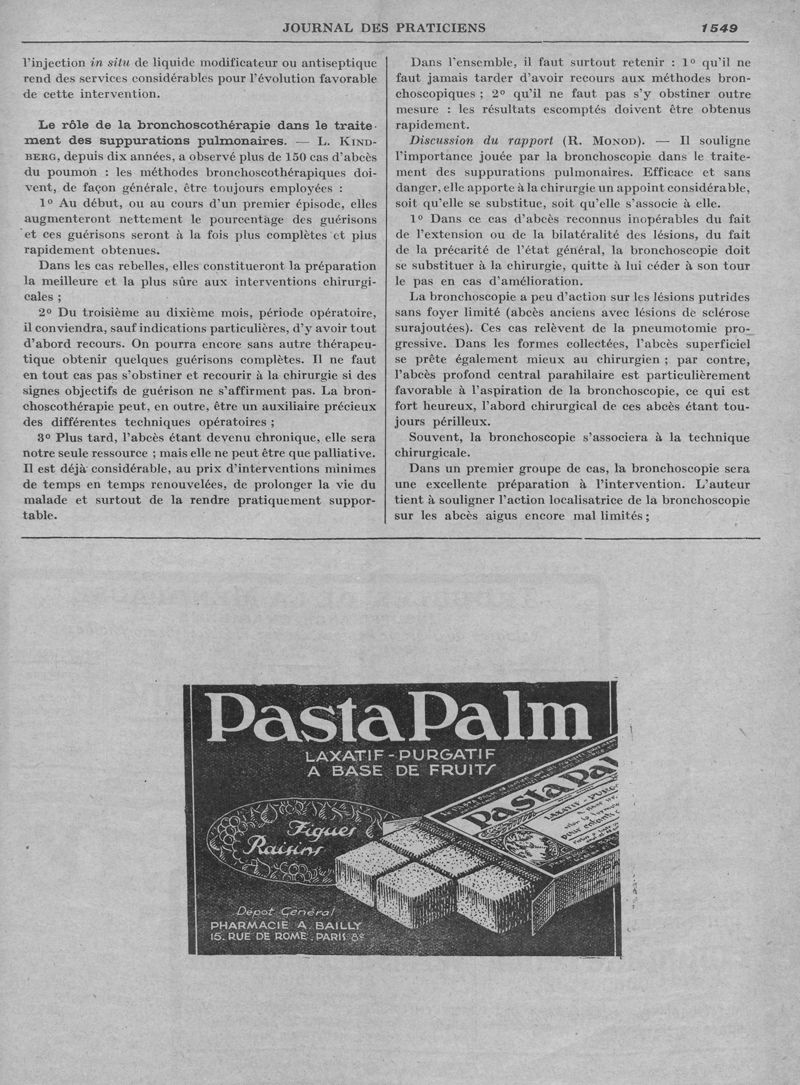 JOURNAL DES PRATICIENS 1549
l'injection in situ de liquide modificateur ou antiseptique
rend des services considérables pour l'évolution favorable
de cette intervention.
Le rôle de la bronchoscothérapie dans le traite-
ment des suppurations pulmonaires. — L. KIND-
BERG, depuis dix années, a observé plus de 150 cas d'abcès
du poumon : les méthodes bronchoscothérapiques doi-
vent, de façon générale, être toujours employées :
1º Au début, ou au cours d'un premier épisode, elles
augmenteront nettement le pourcentage des guérisons
et ces guérisons seront à la fois plus complètes et plus
rapidement obtenues.
Dans les cas rebelles, elles constitueront la préparation
la meilleure et la plus sûre aux interventions chirurgi-
cales ;
2º Du troisième au dixième mois, période opératoire,
il conviendra, sauf indications particulières, d'y avoir tout
d'abord recours. On pourra encore sans autre thérapeu-
tique obtenir quelques guérisons complètes. Il ne faut
en tout cas pas s'obstiner et recourir à la chirurgie si des
signes objectifs de guérison ne s'affirment pas. La bron-
choscothérapie peut, en outre, être un auxiliaire précieux
des différentes techniques opératoires ;
3º Plus tard, l'abcès étant devenu chronique, elle sera
notre seule ressource ; mais elle ne peut être que palliative.
Il est déjà considérable, au prix d'interventions minimes
de temps en temps renouvelées, de prolonger la vie du
malade et surtout de la rendre pratiquement suppor-
table.
Dans l'ensemble, il faut surtout retenir : 1º qu'il ne
faut jamais tarder d'avoir recours aux méthodes bron-
choscopiques ; 2º qu'il ne faut pas s'y obstiner outre
mesure : les résultats escomptés doivent être obtenus
rapidement.
Discussion du rapport (R. MONOD). — Il souligne
l'importance jouée par la bronchoscopie dans le traite-
ment des suppurations pulmonaires. Efficace et sans
danger, elle apporte à la chirurgie un appoint considérable,
soit qu'elle se substitue, soit qu'elle s'associe à elle.
1º Dans ce cas d'abcès reconnus inopérables du fait
de l'extension ou de la bilatéralité des lésions, du fait
de la précarité de l'état général, la bronchoscopie doit
se substituer à la chirurgie, quitte à lui céder à son tour
le pas en cas d'amélioration.
La bronchoscopie a peu d'action sur les lésions putrides
sans foyer limité (abcès anciens avec lésions de sclérose
surajoutées). Ces cas relèvent de la pneumotomie pro-
gressive. Dans les formes collectées, l'abcès superficiel
se prête également mieux au chirurgien ; par contre,
l'abcès profond central parahilaire est particulièrement
favorable à l'aspiration de la bronchoscopie, ce qui est
fort heureux, l'abord chirurgical de ces abcès étant tou-
jours périlleux.
Souvent, la bronchoscopie s'associera à la technique
chirurgicale.
Dans un premier groupe de cas, la bronchoscopie sera
une excellente préparation à l'intervention. L'auteur
tient à souligner l'action localisatrice de la bronchoscopie
sur les abcès aigus encore mal limités ;
PastaPalm
LAXATIF - PURGATIF
A BASE DE FRUITS
Figues
Raisins
PastaPal
LAXATIF - PURG
Dépot Général
PHARMACIE A. BAILLY
15. RUE DE ROME . PARIS 8e